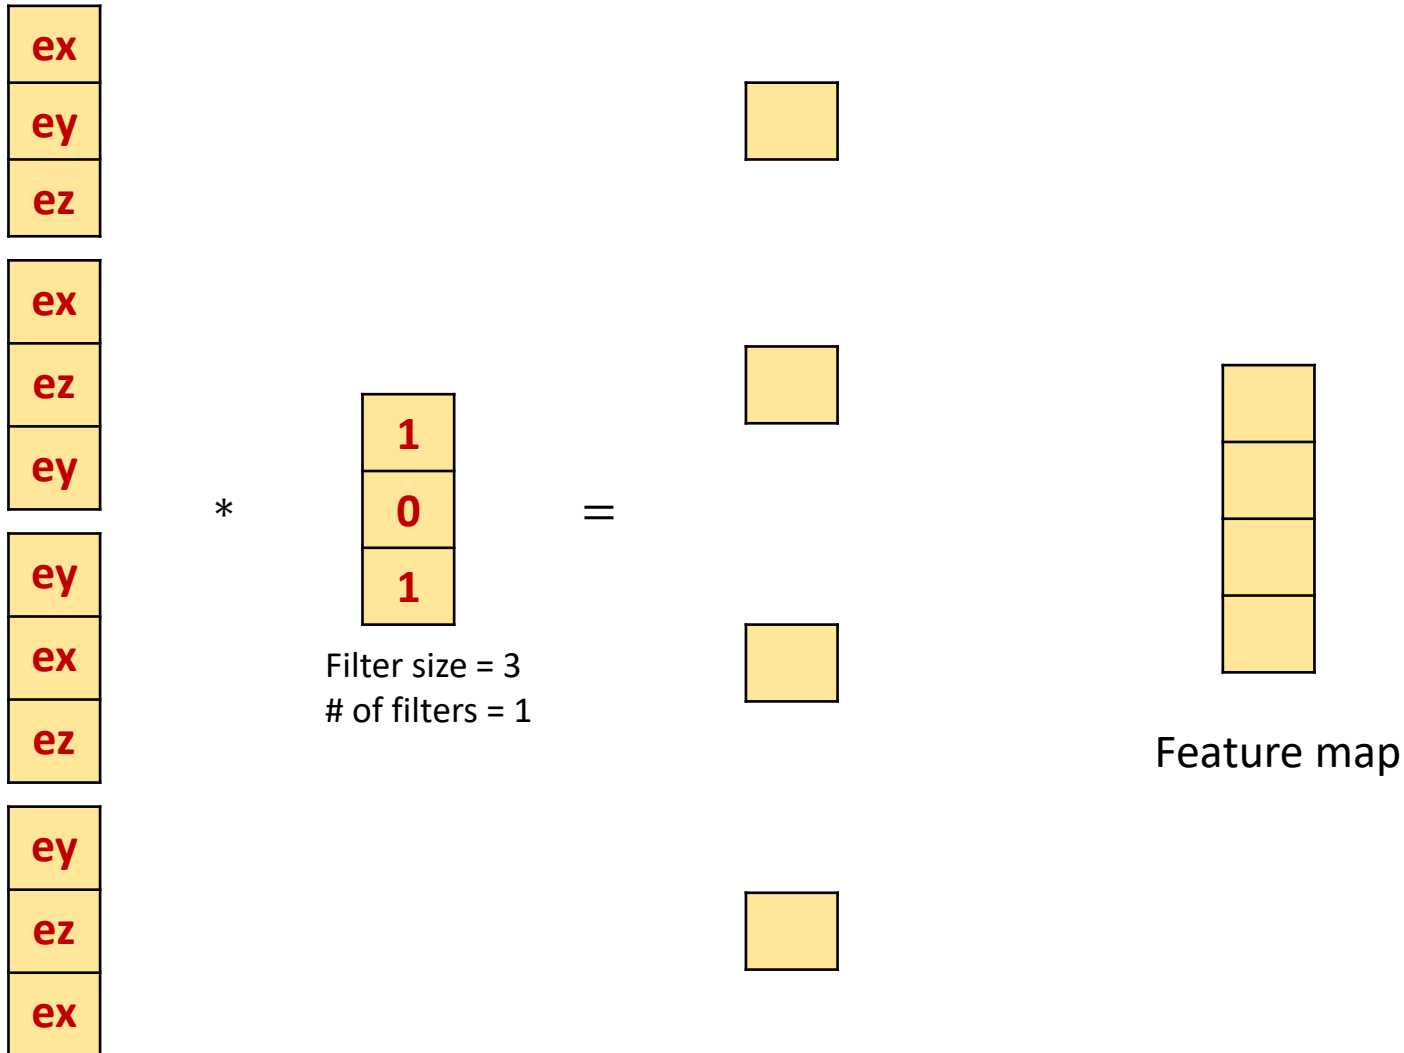 ex
ey
ez
ex
ez
ey
ey
ex
ez
ey
ez
ex
*
1
0
1
Filter size = 3
# of filters = 1
=
Feature map